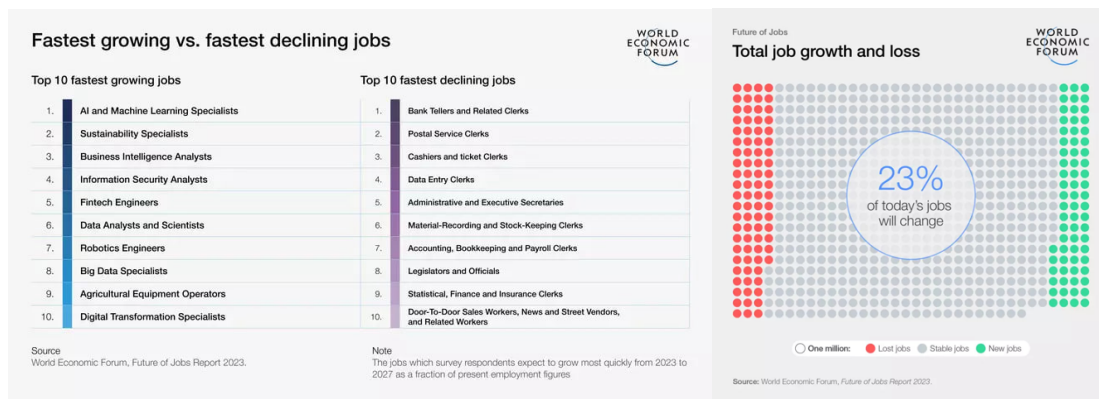 Fastest growing vs. fastest declining jobs
WORLD
ECONOMIC
FORUM
Top 10 fastest growing jobs
1. AI and Machine Learning Specialists
2. Sustainability Specialists
3. Business Intelligence Analysts
4. Information Security Analysts
5. Fintech Engineers
6. Data Analysts and Scientists
7. Robotics Engineers
8. Big Data Specialists
9. Agricultural Equipment Operators
10. Digital Transformation Specialists
Top 10 fastest declining jobs
1. Bank Tellers and Related Clerks
2. Postal Service Clerks
3. Cashiers and ticket Clerks
4. Data Entry Clerks
5. Administrative and Executive Secretaries
6. Material-Recording and Stock-Keeping Clerks
7. Accounting, Bookkeeping and Payroll Clerks
8. Legislators and Officials
9. Statistical, Finance and Insurance Clerks
10. Door-To-Door Sales Workers, News and Street Vendors,
and Related Workers
Source
World Economic Forum, Future of Jobs Report 2023.
Note
The jobs which survey respondents expect to grow most quickly from 2023 to
2027 as a fraction of present employment figures
Future of Jobs
Total job growth and loss
WORLD
ECONOMIC
FORUM
23%
of today's jobs
will change
One million: Lost jobs Stable jobs New jobs
Source: World Economic Forum, Future of Jobs Report 2023.